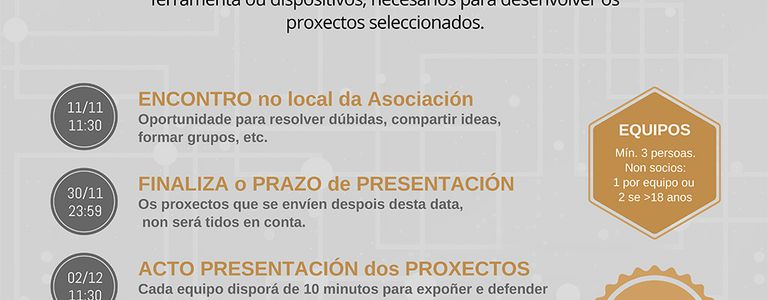 ferramenta ou dispositivos, necesarios para desenvolver os
proxectos seleccionados.
11/11
11:30
ENCONTRO no local da Asociación
Oportunidade para resolver dúbidas, compartir ideas,
formar grupos, etc.
30/11
23:59
FINALIZA o PRAZO de PRESENTACIÓN
Os proxectos que se envíen despois desta data,
non será tidos en conta.
02/12
11:30
ACTO PRESENTACIÓN dos PROXECTOS
Cada equipo disporá de 10 minutos para expoñer e defender
EQUIPOS
Mín. 3 persoas.
Non socios:
1 por equipo ou
2 se >18 anos